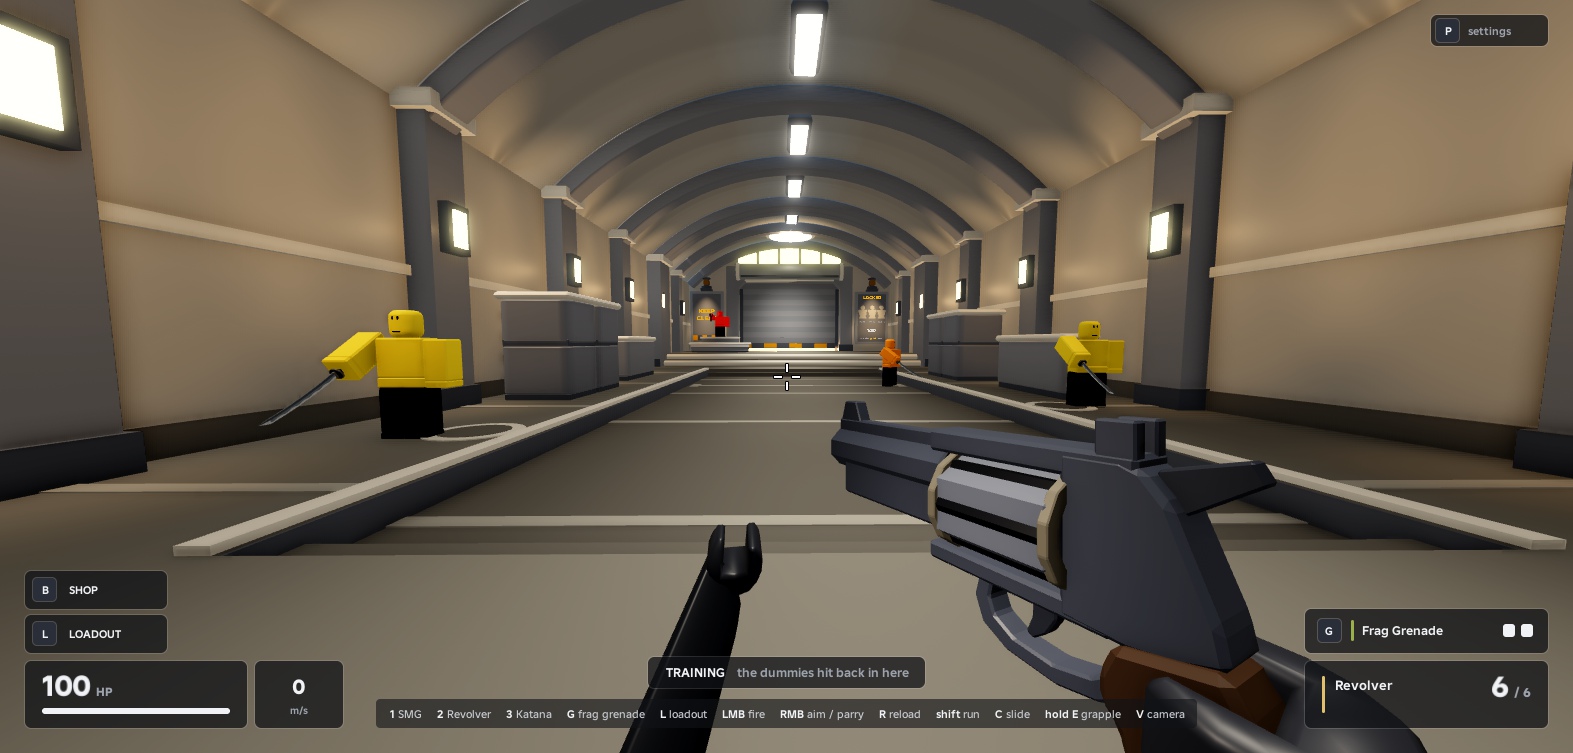 P settings
KEEP
LOCKED
B SHOP
L LOADOUT
100 HP
0
m/s
TRAINING the dummies hit back in here
1 SMG 2 Revolver 3 Katana G frag grenade L loadout LMB fire RMB aim / parry R reload shift run C slide hold E grapple V camera
G Frag Grenade
Revolver 6 / 6